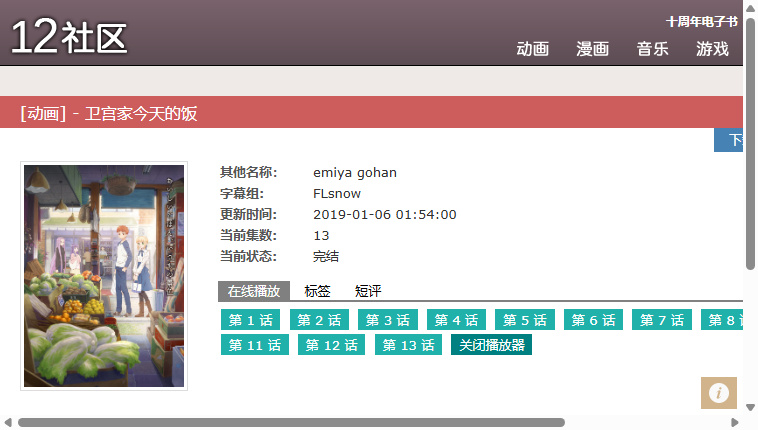 12社区
十周年电子书
动画 漫画 音乐 游戏
[动画] - 卫宫家今天的饭
其他名称: emiya gohan
字幕组: FLsnow
更新时间: 2019-01-06 01:54:00
当前集数: 13
当前状态: 完结
在线播放 标签 短评
第 1 话 第 2 话 第 3 话 第 4 话 第 5 话 第 6 话 第 7 话 第 8
第 11 话 第 12 话 第 13 话 关闭播放器
i